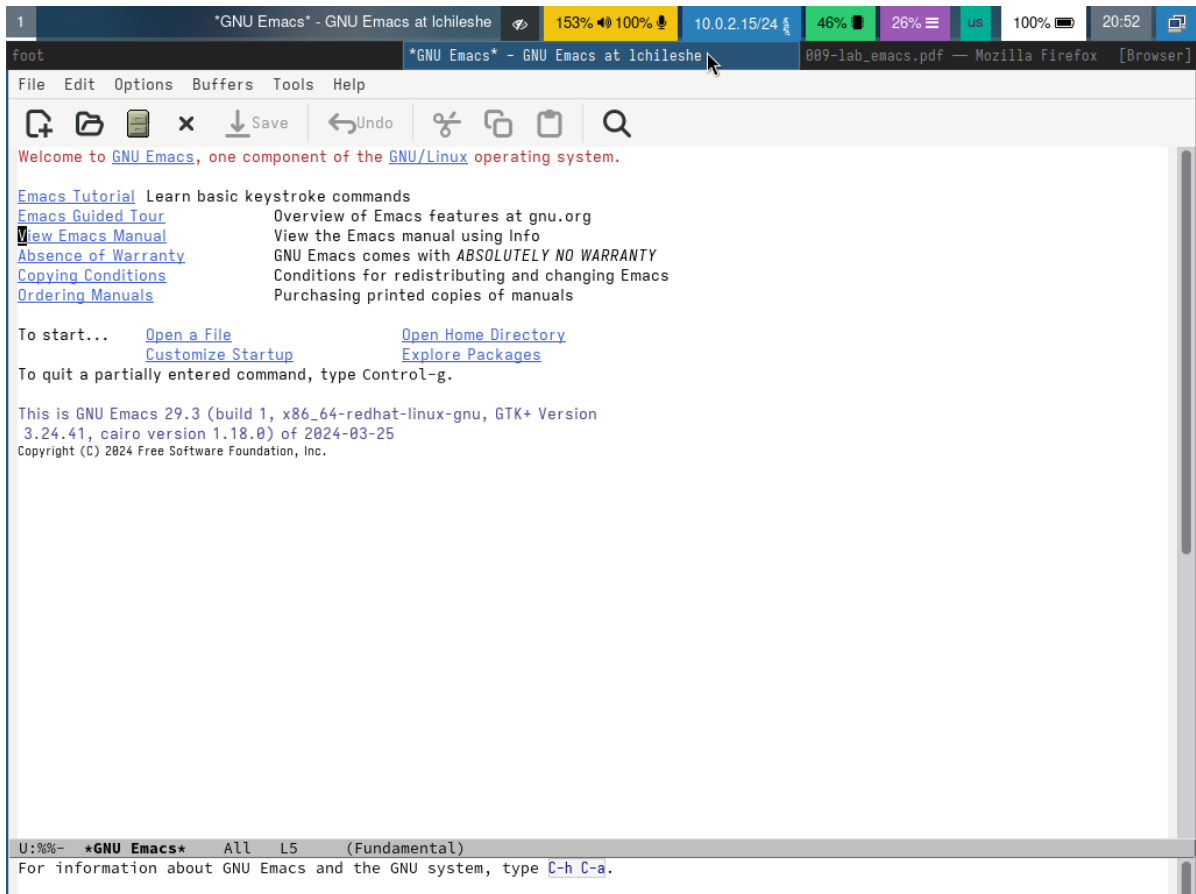 1 *GNU Emacs* - GNU Emacs at lchileshe 153% 100% 10.0.2.15/24 46% 26% us 100% 20:52
foot *GNU Emacs* - GNU Emacs at lchileshe 009-lab_emacs.pdf — Mozilla Firefox [Browser]
File Edit Options Buffers Tools Help
Save Undo
Welcome to GNU Emacs, one component of the GNU/Linux operating system.
Emacs Tutorial Learn basic keystroke commands
Emacs Guided Tour Overview of Emacs features at gnu.org
View Emacs Manual View the Emacs manual using Info
Absence of Warranty GNU Emacs comes with ABSOLUTELY NO WARRANTY
Copying Conditions Conditions for redistributing and changing Emacs
Ordering Manuals Purchasing printed copies of manuals
To start... Open a File Open Home Directory
Customize Startup Explore Packages
To quit a partially entered command, type Control-g.
This is GNU Emacs 29.3 (build 1, x86_64-redhat-linux-gnu, GTK+ Version
3.24.41, cairo version 1.18.0) of 2024-03-25
Copyright (C) 2024 Free Software Foundation, Inc.
U:%%- *GNU Emacs* All L5 (Fundamental)
For information about GNU Emacs and the GNU system, type C-h C-a.